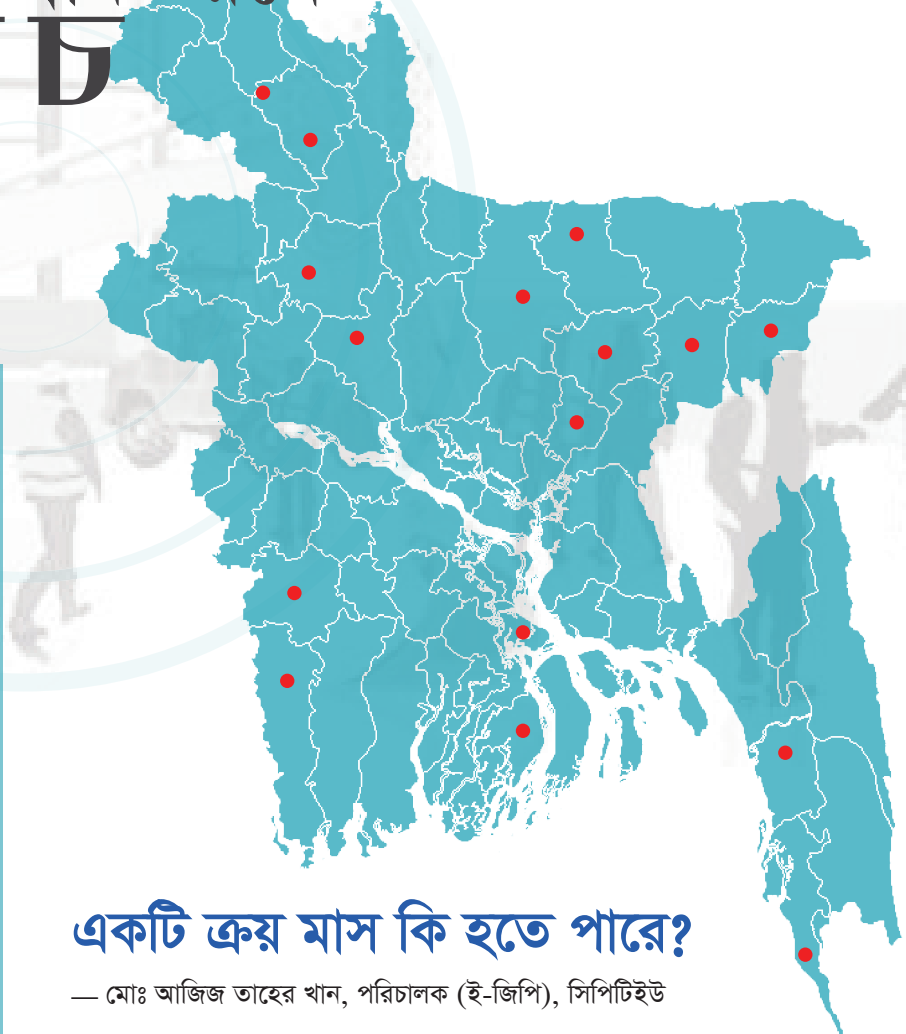 একটি ক্রয় মাস কি হতে পারে?
— মোঃ আজিজ তাহের খান, পরিচালক (ই-জিপি), সিপিটিইউ